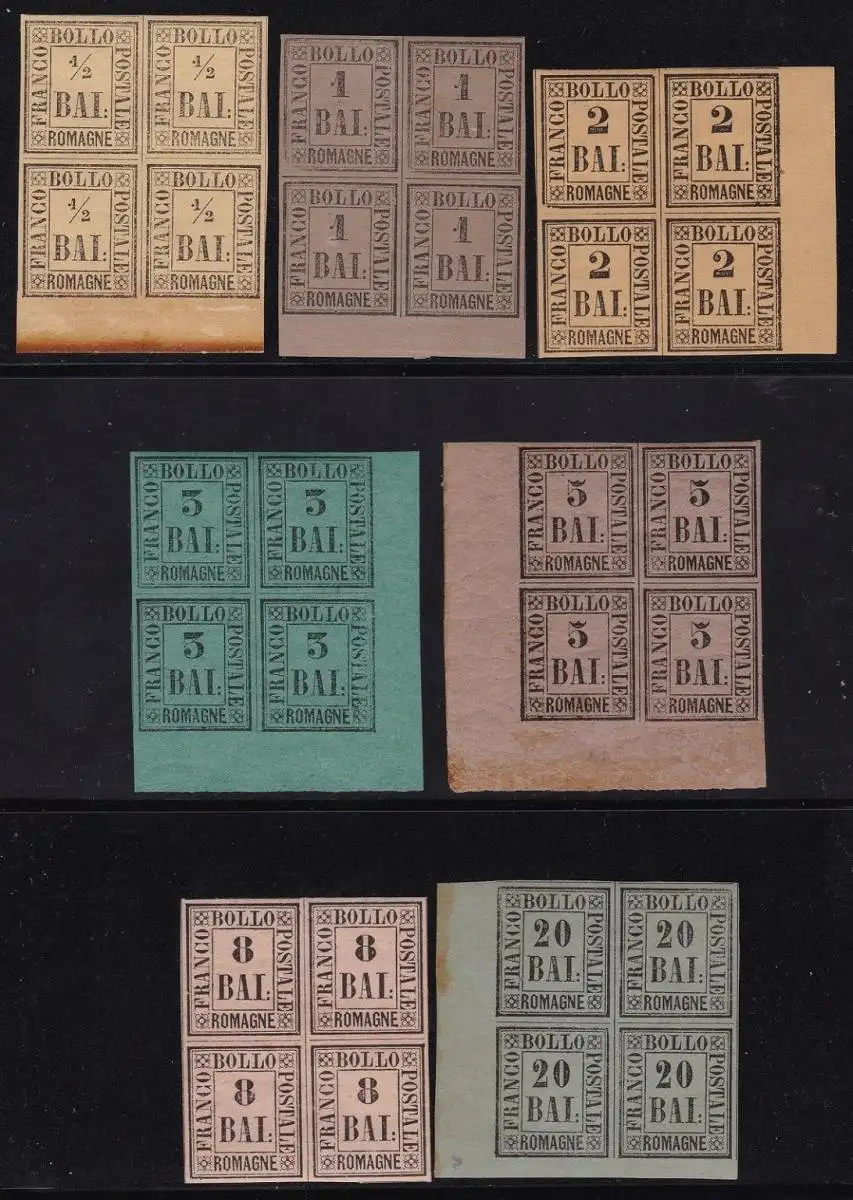 BOLLO BOLLO
FRANCO 1/2 POSTALE FRANCO 1/2 POSTALE
BAI: BAI:
ROMAGNE ROMAGNE
BOLLO BOLLO
FRANCO 1/2 POSTALE FRANCO 1/2 POSTALE
BAI: BAI:
ROMAGNE ROMAGNE
BOLLO BOLLO
FRANCO 1 POSTALE FRANCO 1 POSTALE
BAI: BAI:
ROMAGNE ROMAGNE
BOLLO BOLLO
FRANCO 1 POSTALE FRANCO 1 POSTALE
BAI: BAI:
ROMAGNE ROMAGNE
BOLLO BOLLO
FRANCO 2 POSTALE FRANCO 2 POSTALE
BAI: BAI:
ROMAGNE ROMAGNE
BOLLO BOLLO
FRANCO 2 POSTALE FRANCO 2 POSTALE
BAI: BAI:
ROMAGNE ROMAGNE
BOLLO BOLLO
FRANCO 3 POSTALE FRANCO 3 POSTALE
BAI: BAI:
ROMAGNE ROMAGNE
BOLLO BOLLO
FRANCO 3 POSTALE FRANCO 3 POSTALE
BAI: BAI:
ROMAGNE ROMAGNE
BOLLO BOLLO
FRANCO 5 POSTALE FRANCO 5 POSTALE
BAI: BAI:
ROMAGNE ROMAGNE
BOLLO BOLLO
FRANCO 5 POSTALE FRANCO 5 POSTALE
BAI: BAI:
ROMAGNE ROMAGNE
BOLLO BOLLO
FRANCO 8 POSTALE FRANCO 8 POSTALE
BAI: BAI:
ROMAGNE ROMAGNE
BOLLO BOLLO
FRANCO 8 POSTALE FRANCO 8 POSTALE
BAI: BAI:
ROMAGNE ROMAGNE
BOLLO BOLLO
FRANCO 20 POSTALE FRANCO 20 POSTALE
BAI: BAI:
ROMAGNE ROMAGNE
BOLLO BOLLO
FRANCO 20 POSTALE FRANCO 20 POSTALE
BAI: BAI:
ROMAGNE ROMAGNE